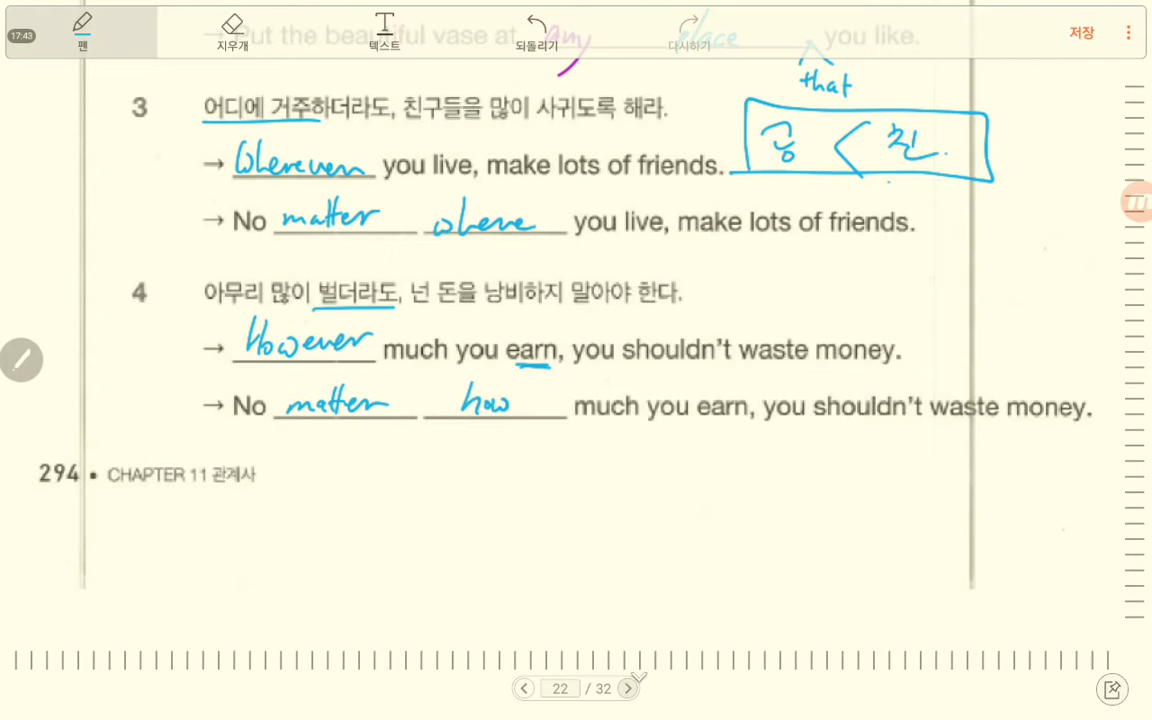 17:43 펜 지우개 텍스트 되돌리기 다시하기 저장
→ Put the beautiful vase at any place you like.
that
3 어디에 거주하더라도, 친구들을 많이 사귀도록 해라.
→ Wherever you live, make lots of friends. 공 < 친.
→ No matter where you live, make lots of friends.
4 아무리 많이 벌더라도, 넌 돈을 낭비하지 말아야 한다.
→ However much you earn, you shouldn't waste money.
→ No matter how much you earn, you shouldn't waste money.
294 • CHAPTER 11 관계사
22 / 32